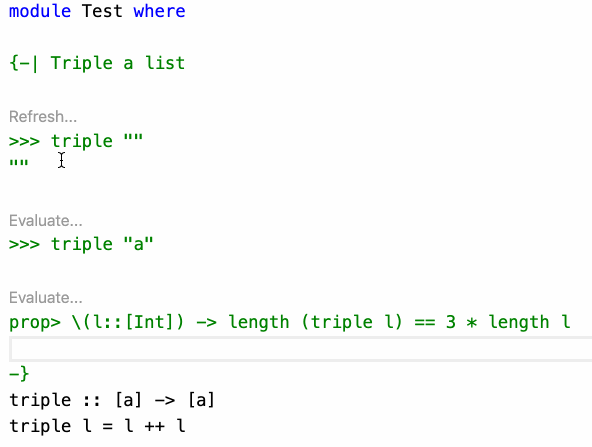 module Test where
{-| Triple a list
Refresh...
>>> triple ""
""
Evaluate...
>>> triple "a"
Evaluate...
prop> \(l::[Int]) -> length (triple l) == 3 * length l
-}
triple :: [a] -> [a]
triple l = l ++ l